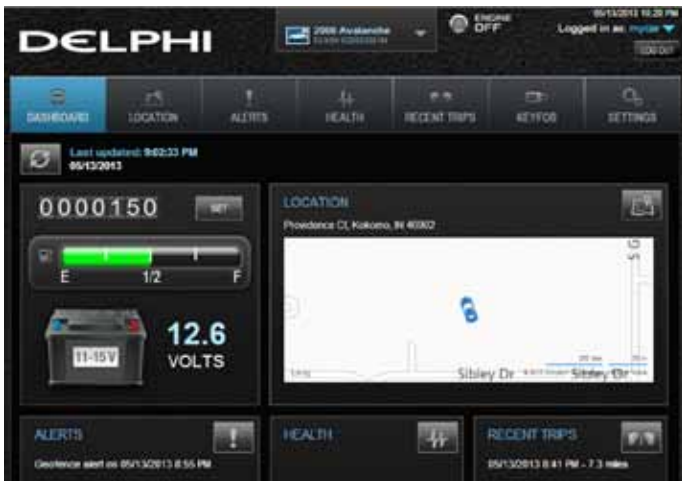 DELPHI
2008 Avalanche
ENGINE
OFF
05/13/2013 10:20 PM
Logged in as:
LOG OUT
DASHBOARD
LOCATION
ALERTS
HEALTH
RECENT TRIPS
KEYFOB
SETTINGS
Last updated: 9:02:33 PM
05/13/2013
0000150
SET
E
1/2
F
11-15 V
12.6
VOLTS
LOCATION
Providence Ct, Kokomo, IN 46902
S G
Sibley Dr
Sibley Dr
ALERTS
Geofence alert on 05/13/2013 8:55 PM
HEALTH
RECENT TRIPS
05/13/2013 8:41 PM - 7.3 miles